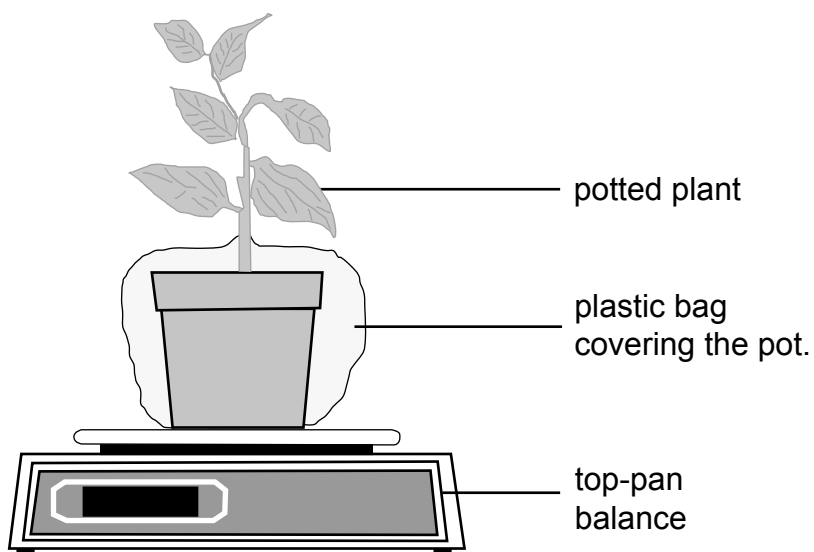 potted plant
plastic bag
covering the pot.
top-pan
balance